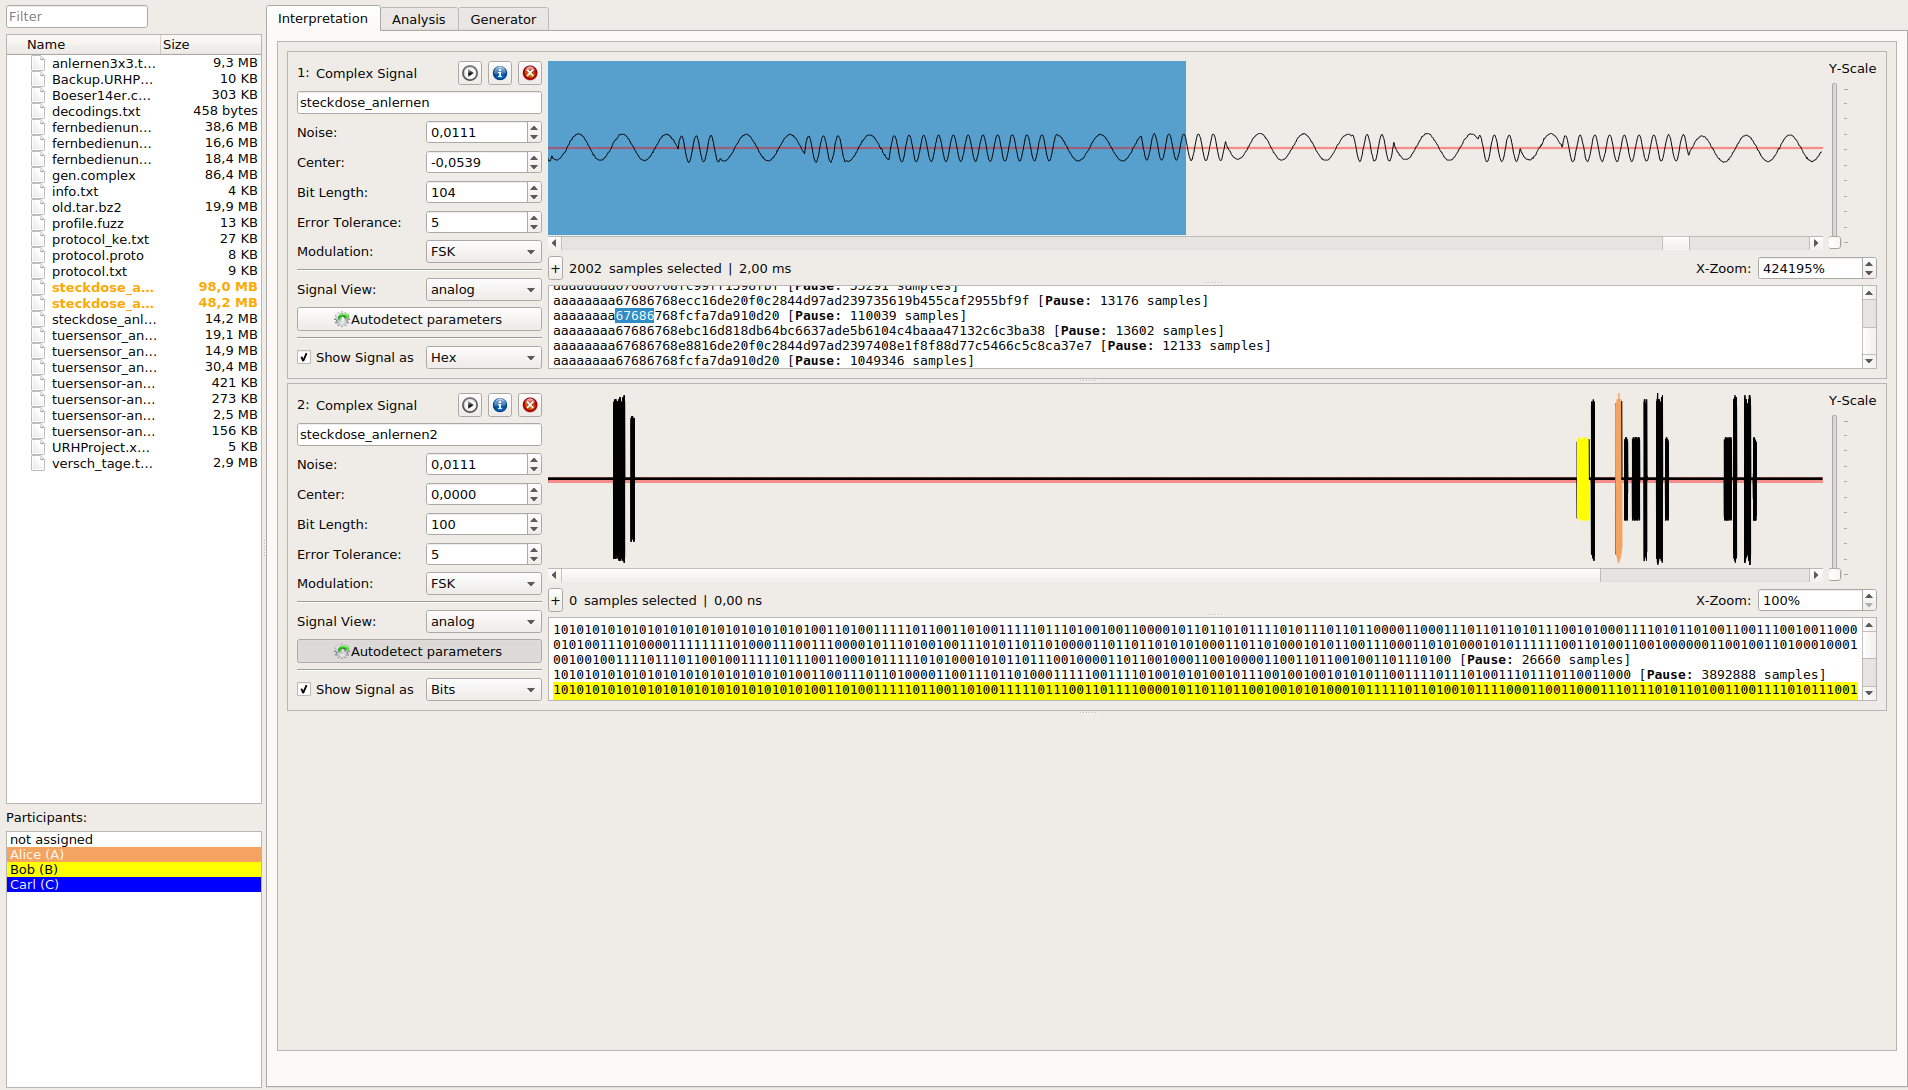 Filter
Name Size
anlernen3x3.t... 9,3 MB
Backup.URHP... 10 KB
Boeser14er.c... 303 KB
decodings.txt 458 bytes
fernbedienun... 38,6 MB
fernbedienun... 16,6 MB
fernbedienun... 18,4 MB
gen.complex 86,4 MB
info.txt 4 KB
old.tar.bz2 19,9 MB
profile.fuzz 13 KB
protocol_ke.txt 27 KB
protocol.proto 8 KB
protocol.txt 9 KB
steckdose_a... 98,0 MB
steckdose_a... 48,2 MB
steckdose_anl... 14,2 MB
tuersensor_an... 19,1 MB
tuersensor_an... 14,9 MB
tuersensor_an... 30,4 MB
tuersensor-an... 421 KB
tuersensor-an... 273 KB
tuersensor-an... 2,5 MB
tuersensor-an... 156 KB
URHProject.x... 5 KB
versch_tage.t... 2,9 MB
Participants:
not assigned
Alice (A)
Bob (B)
Carl (C)
Interpretation Analysis Generator
1: Complex Signal
steckdose_anlernen
Noise: 0,0111
Center: -0,0539
Bit Length: 104
Error Tolerance: 5
Modulation: FSK
Signal View: analog
Autodetect parameters
Show Signal as Hex
Y-Scale
+ 2002 samples selected | 2,00 ms
X-Zoom: 424195%
aaaaaaaa67686768ecc16de20f0c2844d97ad239735619b455caf2955bf9f [Pause: 13176 samples]
aaaaaaaa67686768fcfa7da910d20 [Pause: 110039 samples]
aaaaaaaa67686768ebc16d818db64bc6637ade5b6104c4baaa47132c6c3ba38 [Pause: 13602 samples]
aaaaaaaa67686768e8816de20f0c2844d97ad2397408e1f8f88d77c5466c5c8ca37e7 [Pause: 12133 samples]
aaaaaaaa67686768fcfa7da910d20 [Pause: 1049346 samples]
2: Complex Signal
steckdose_anlernen2
Noise: 0,0111
Center: 0,0000
Bit Length: 100
Error Tolerance: 5
Modulation: FSK
Signal View: analog
Autodetect parameters
Show Signal as Bits
Y-Scale
+ 0 samples selected | 0,00 ns
X-Zoom: 100%
[Pause: 26660 samples]
[Pause: 3892888 samples]